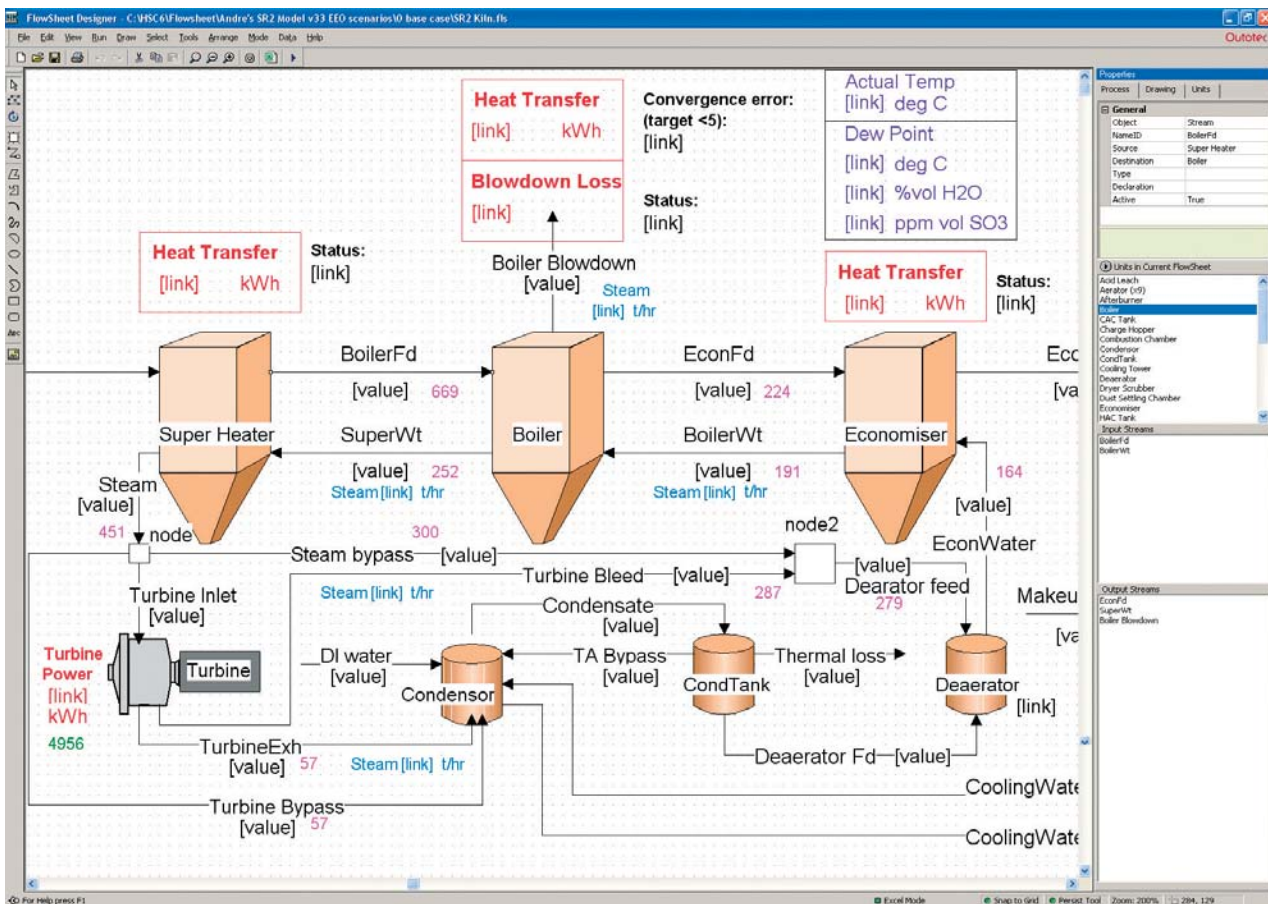 FlowSheet Designer - C:\HSC6\Flowsheet\Andre's SR2 Model v33 EEO scenarios\0 base case\SR2 Kiln.fls
File Edit View Run Draw Select Tools Arrange Mode Data Help
Outotec
Heat Transfer
[link] kWh
Blowdown Loss
[link]
Convergence error:
(target <5):
[link]
Status:
[link]
Actual Temp
[link] deg C
Dew Point
[link] deg C
[link] %vol H2O
[link] ppm vol SO3
Heat Transfer
[link] kWh
Status:
[link]
Boiler Blowdown
[value]
Steam
[link] t/hr
Heat Transfer
[link] kWh
Status:
[link]
BoilerFd
[value] 669
EconFd
[value] 224
Eco
[va
Super Heater
SuperWt
[value] 252
Steam [link] t/hr
Boiler
BoilerWt
[value] 191
Steam [link] t/hr
Economiser
164
[value]
EconWater
Steam
[value]
451
node
300
Steam bypass [value]
node2
[value]
Dearator feed
279
Turbine Inlet
[value]
Steam [link] t/hr
Turbine Bleed [value]
287
Condensate
[value]
Makeu
[va
Turbine
Power
[link]
kWh
4956
Turbine
DI water
[value]
Condensor
TA Bypass
[value]
CondTank
Thermal loss
[value]
Deaerator
[link]
TurbineExh
[value] 57
Steam [link] t/hr
Deaerator Fd [value]
Turbine Bypass
[value] 57
CoolingWate
CoolingWate
Properties
Process Drawing Units
General
Object Stream
NameID BoilerFd
Source Super Heater
Destination Boiler
Type
Declaration
Active True
Units in Current FlowSheet
Acid Leach
Aerator (x9)
Afterburner
Boiler
CAC Tank
Charge Hopper
Combustion Chamber
Condensor
CondTank
Cooling Tower
Deaerator
Dryer Scrubber
Dust Settling Chamber
Economiser
HAC Tank
Input Streams
BoilerFd
BoilerWt
Output Streams
EconFd
SuperWt
Boiler Blowdown
Abc
For Help press F1
Excel Mode
Snap to Grid
Persist Tool
Zoom: 200%
284, 129